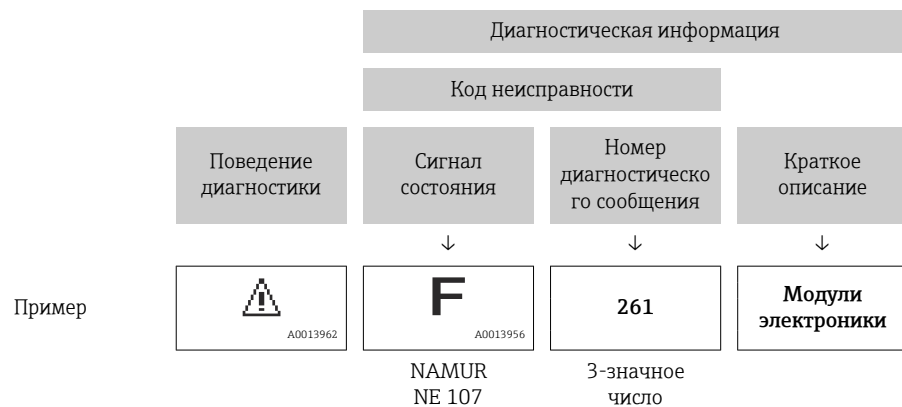 Диагностическая информация
Код неисправности
Поведение
диагностики
Сигнал
состояния
Номер
диагностическо
го сообщения
Краткое
описание
↓
↓
↓
Пример
A0013962
F
A0013956
261
Модули
электроники
NAMUR
NE 107
3-значное
число